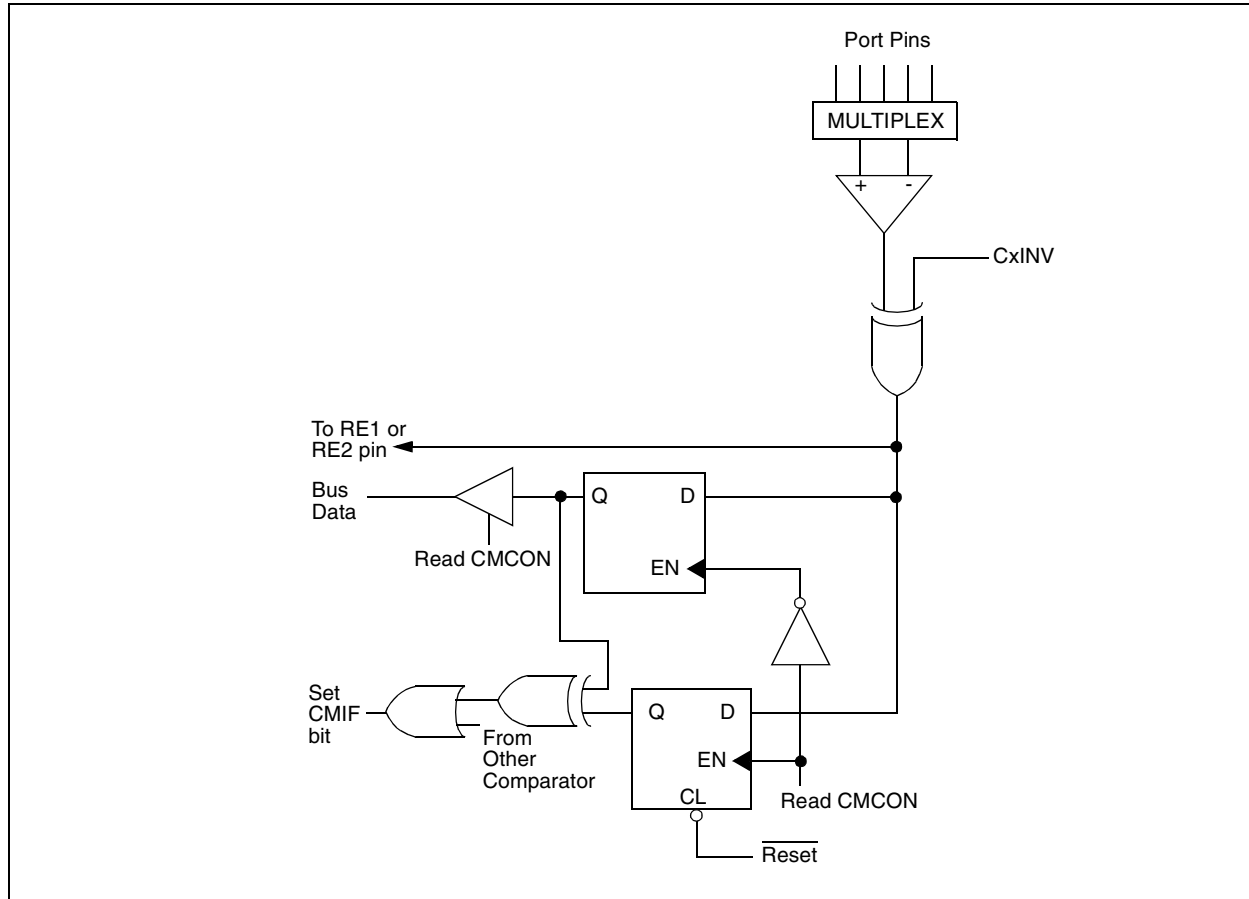 Port Pins
MULTIPLEX
+ -
CxINV
To RE1 or
RE2 pin
Bus
Data
Q D
EN
Read CMCON
Set
CMIF
bit
From
Other
Comparator
Q D
EN
CL
Read CMCON
Reset